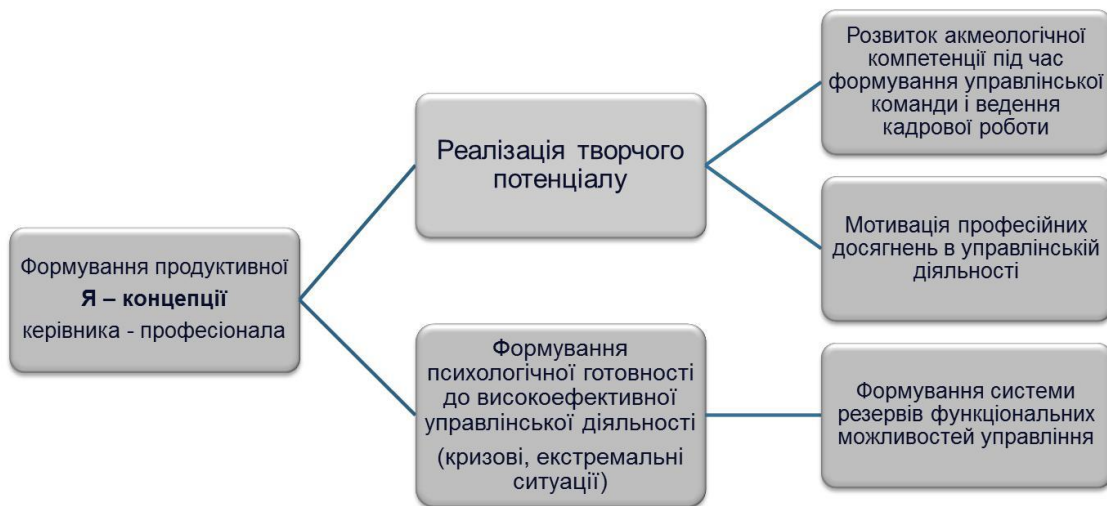 Формування продуктивної
Я – концепції
керівника - професіонала
Реалізація творчого
потенціалу
Формування
психологічної готовності
до високоефективної
управлінської діяльності
(кризові, екстремальні
ситуації)
Розвиток акмеологічної
компетенції під час
формування управлінської
команди і ведення
кадрової роботи
Мотивація професійних
досягнень в управлінській
діяльності
Формування системи
резервів функціональних
можливостей управління